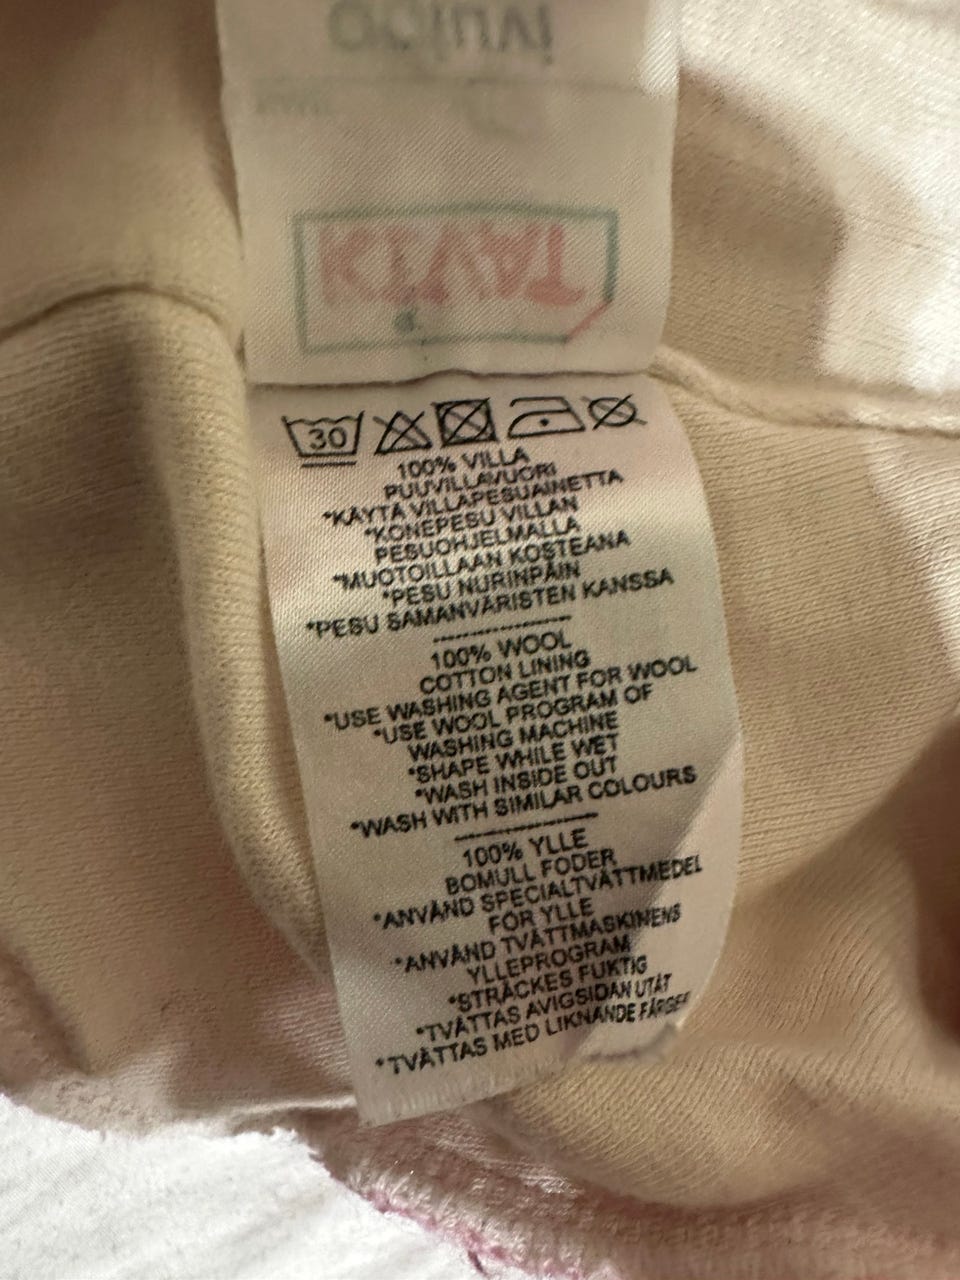 30
100% VILLA
PUUVILLAVUORI
*KÄYTÄ VILLAPESUAINETTA
*KONEPESU VILLAN
PESUOHJELMALLA
*MUOTOILLAAN KOSTEANA
*PESU NURINPÄIN
*PESU SAMANVÄRISTEN KANSSA
--------------------
100% WOOL
COTTON LINING
*USE WASHING AGENT FOR WOOL
*USE WOOL PROGRAM OF
WASHING MACHINE
*SHAPE WHILE WET
*WASH INSIDE OUT
*WASH WITH SIMILAR COLOURS
--------------------
100% YLLE
BOMULL FODER
*ANVÄND SPECIALTVÄTTMEDEL
FÖR YLLE
*ANVÄND TVÄTTMASKINENS
YLLEPROGRAM
*STRÄCKES FUKTIG
*TVÄTTAS AVIGSIDAN UTÅT
*TVÄTTAS MED LIKNANDE